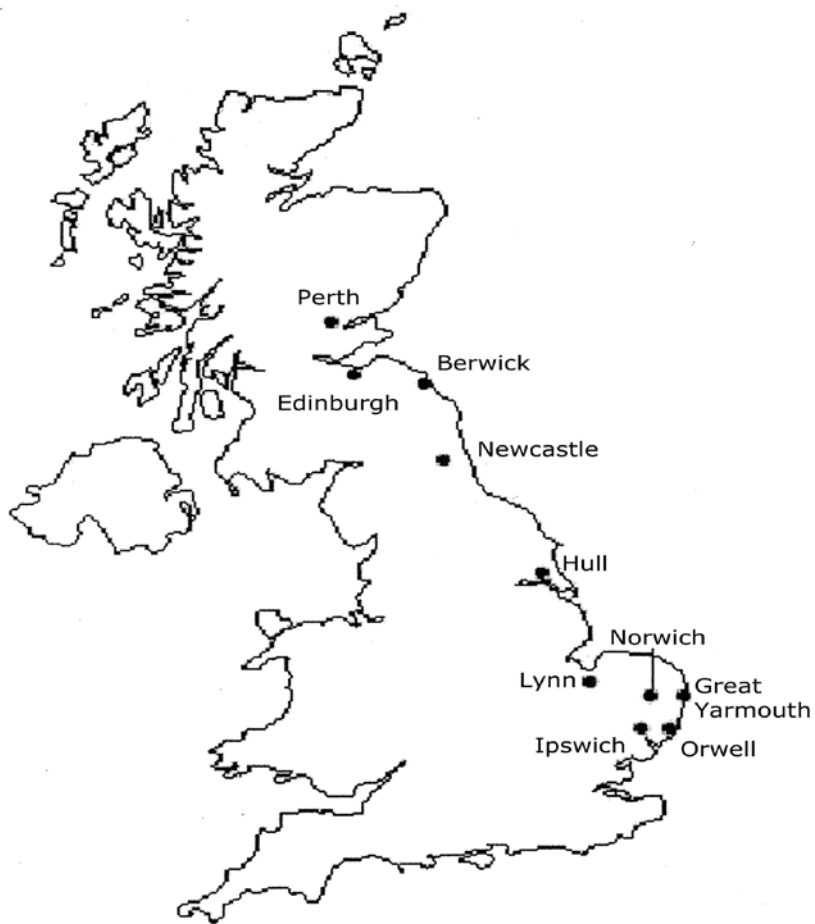 Perth
Berwick
Edinburgh
Newcastle
Hull
Norwich
Lynn
Great
Yarmouth
Ipswich
Orwell